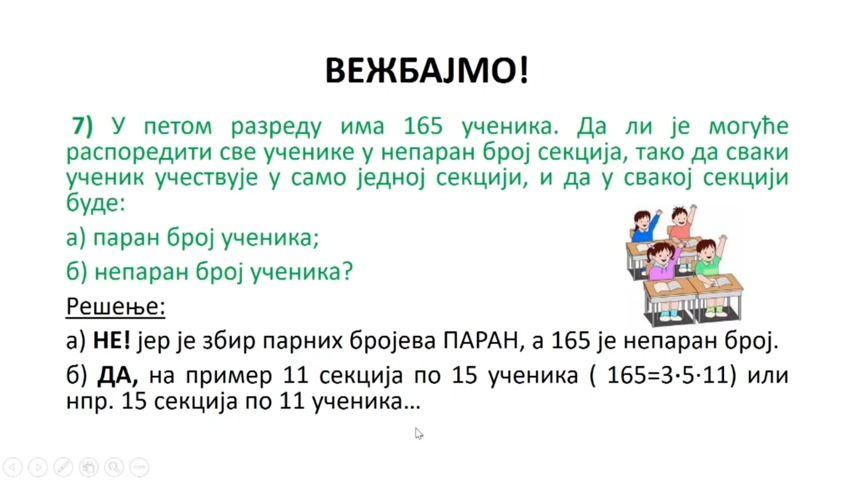 ВЕЖБАЈМО!
7) У петом разреду има 165 ученика. Да ли је могуће
распоредити све ученике у непаран број секција, тако да сваки
ученик учествује у само једној секцији, и да у свакој секцији
буде:
а) паран број ученика;
б) непаран број ученика?
Решење:
а) НЕ! јер је збир парних бројева ПАРАН, а 165 је непаран број.
б) ДА, на пример 11 секција по 15 ученика ( 165=3·5·11) или
нпр. 15 секција по 11 ученика...